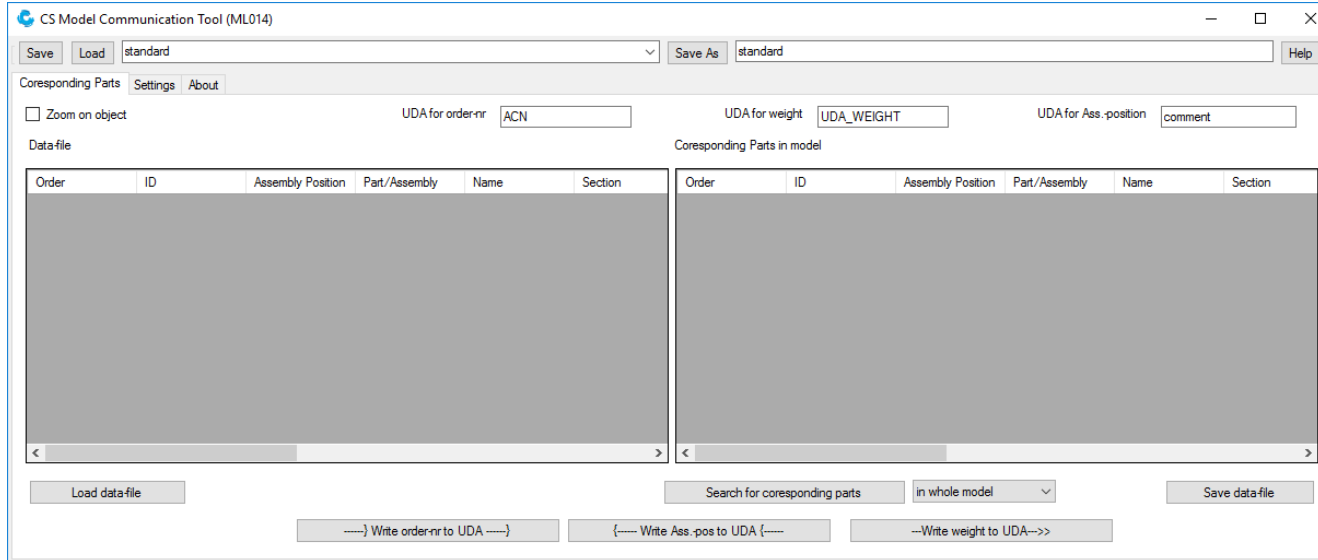 CS Model Communication Tool (ML014)
Save Load standard Save As standard Help
Coresponding Parts Settings About
Zoom on object UDA for order-nr ACN UDA for weight UDA_WEIGHT UDA for Ass.-position comment
Data-file Coresponding Parts in model
Order ID Assembly Position Part/Assembly Name Section Order ID Assembly Position Part/Assembly Name Section
Load data-file Search for coresponding parts in whole model Save data-file
------} Write order-nr to UDA ------} {------ Write Ass.-pos to UDA {------ ---Write weight to UDA--->>